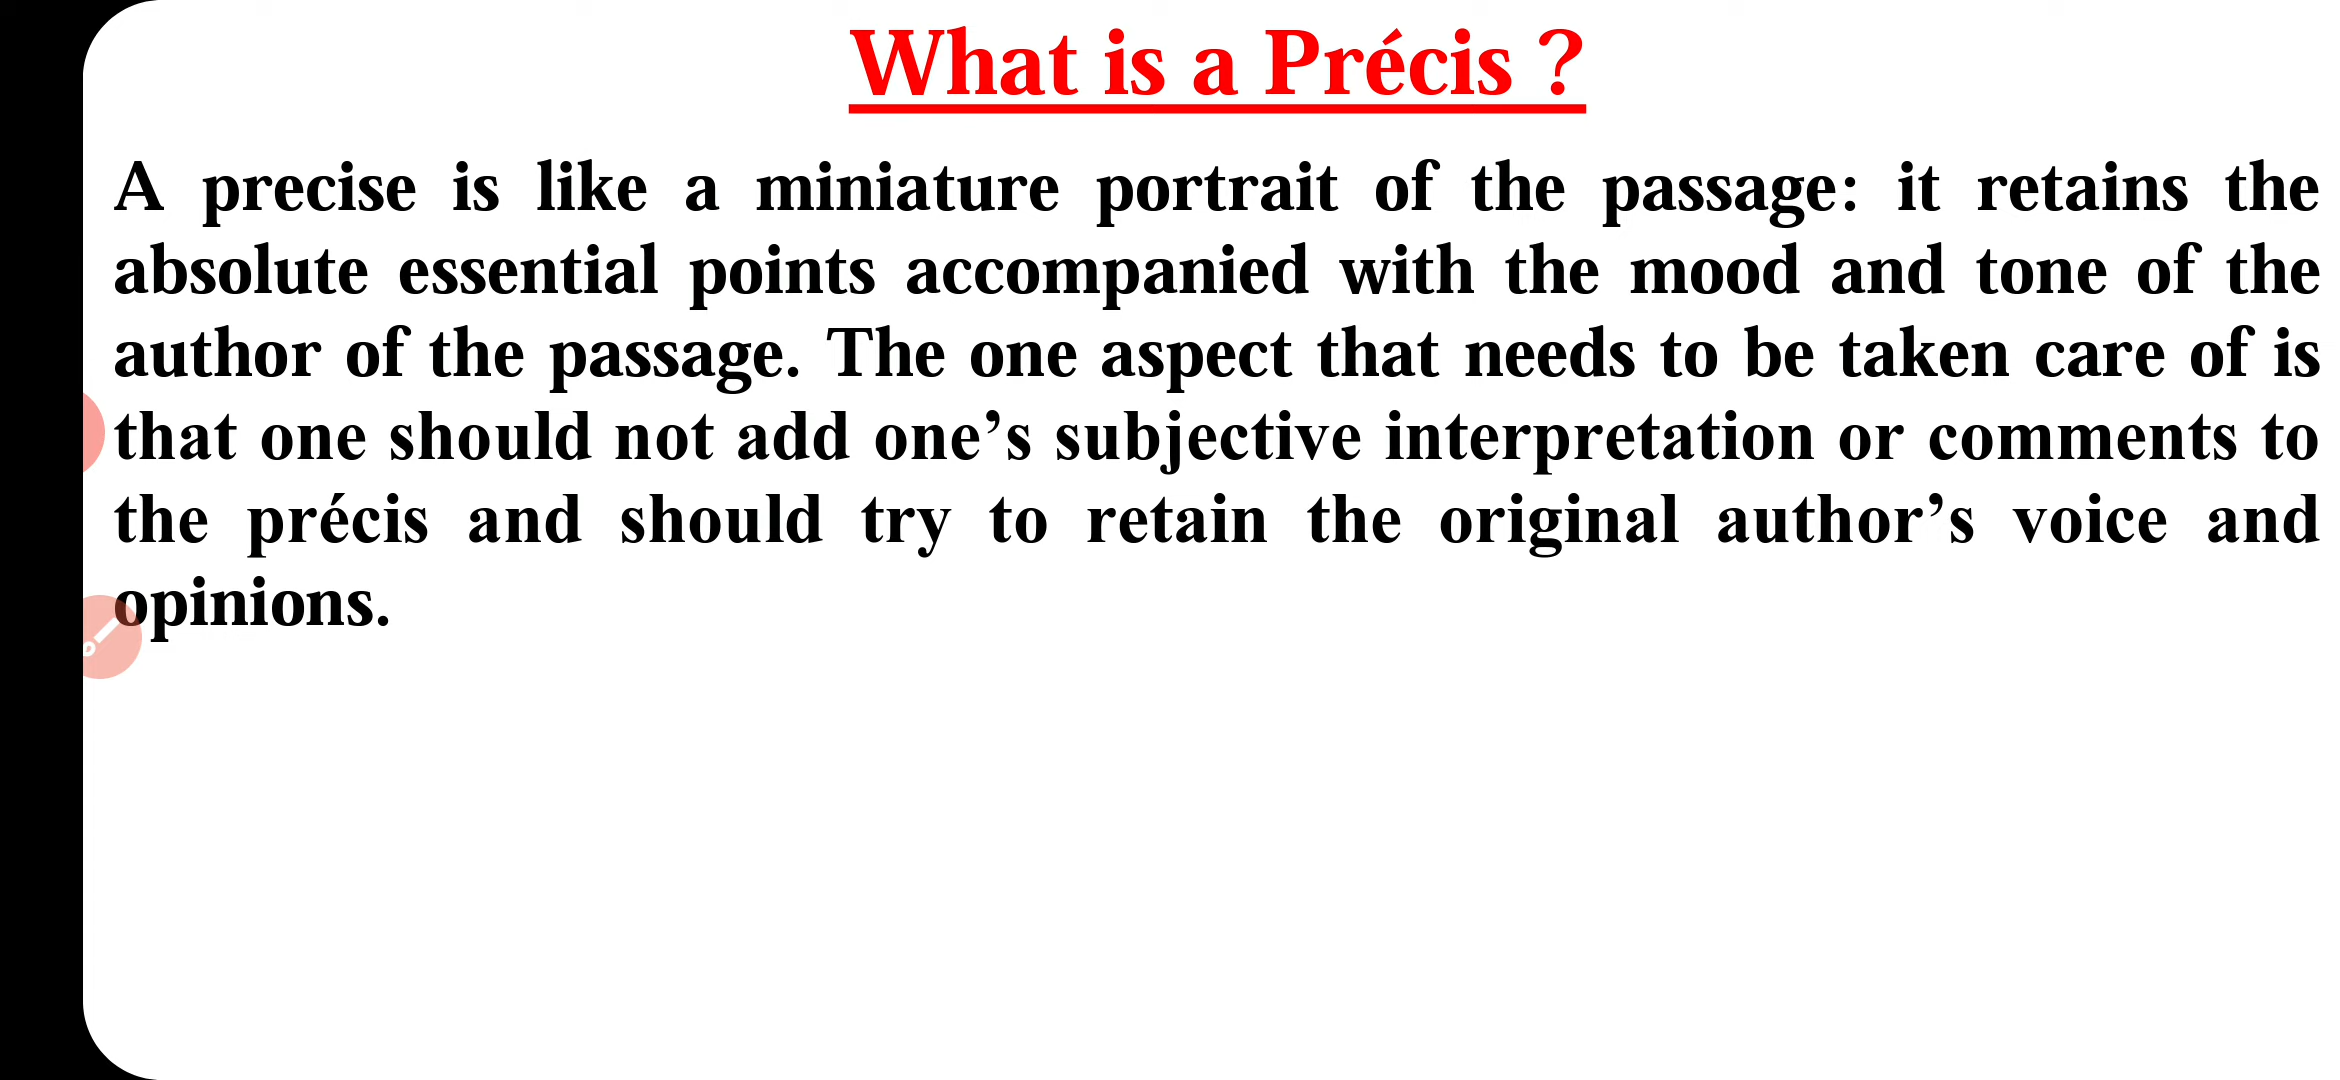 What is a Précis ?
A precise is like a miniature portrait of the passage: it retains the
absolute essential points accompanied with the mood and tone of the
author of the passage. The one aspect that needs to be taken care of is
that one should not add one’s subjective interpretation or comments to
the précis and should try to retain the original author’s voice and
opinions.